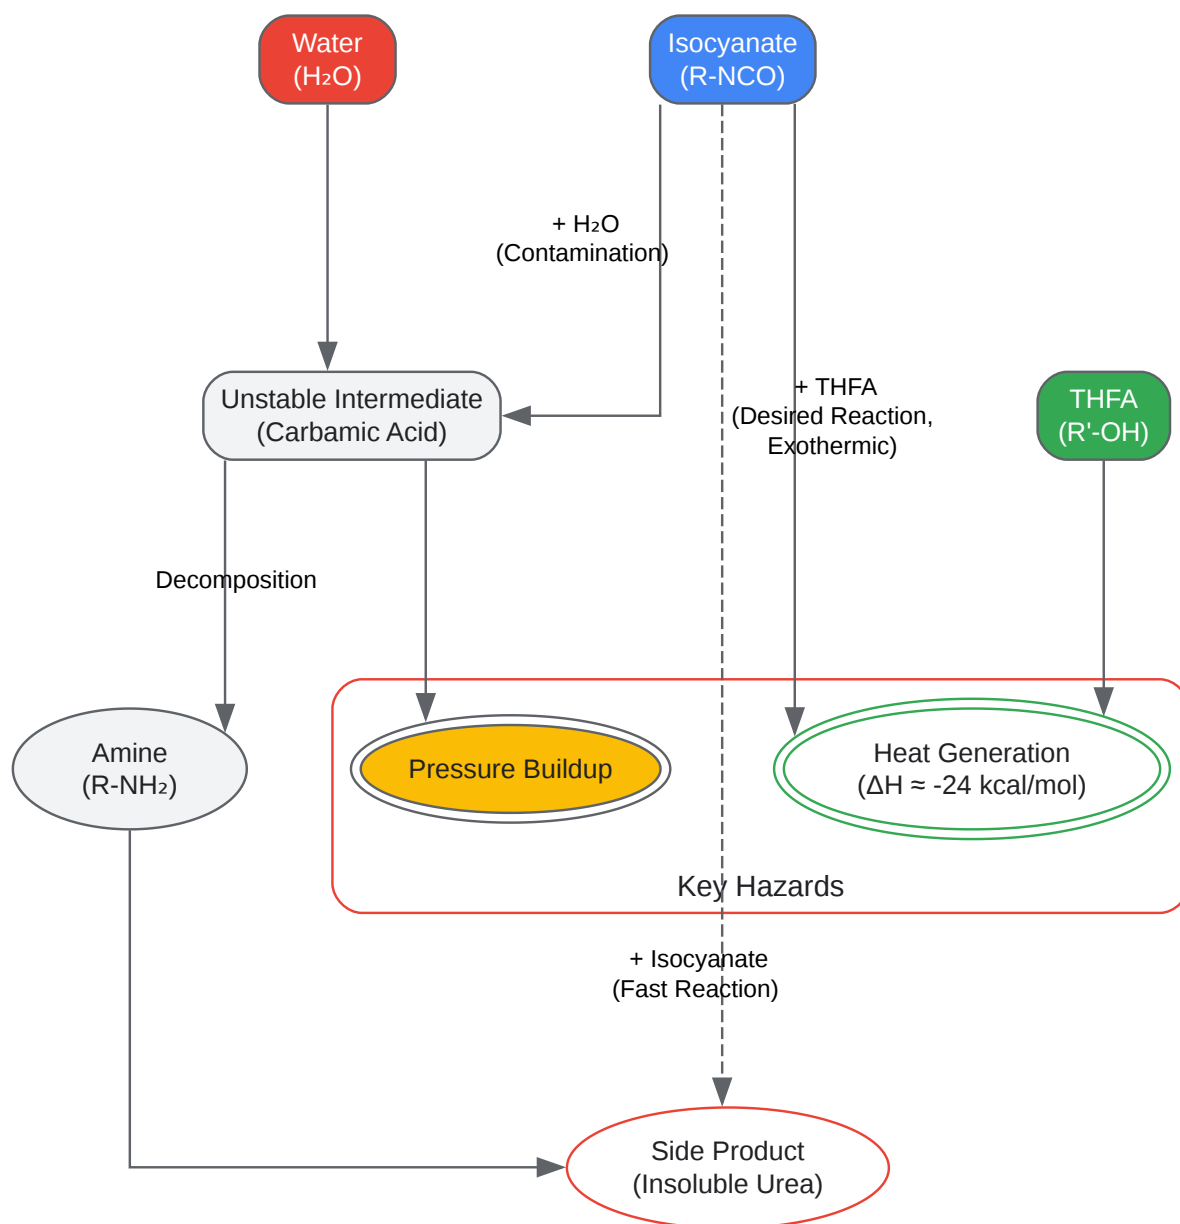 Water
(H₂O)
Isocyanate
(R-NCO)
+ H₂O
(Contamination)
Unstable Intermediate
(Carbamic Acid)
+ THFA
(Desired Reaction,
Exothermic)
THFA
(R'-OH)
Decomposition
Amine
(R-NH₂)
Pressure Buildup
Heat Generation
(ΔH ≈ -24 kcal/mol)
Key Hazards
+ Isocyanate
(Fast Reaction)
Side Product
(Insoluble Urea)